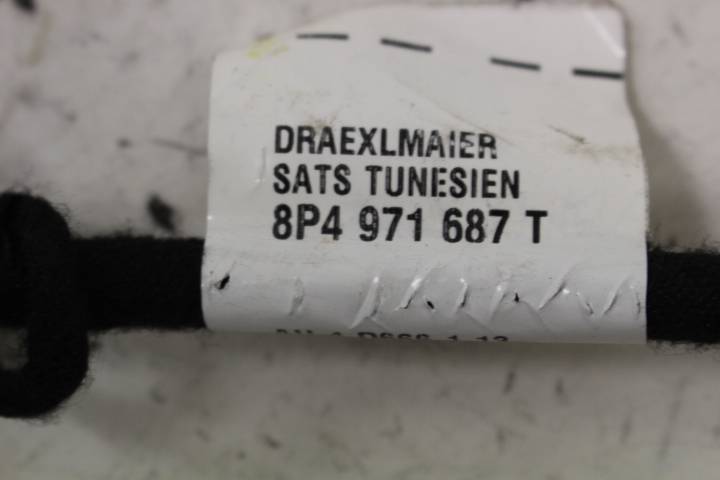 DRAEXLMAIER
SATS TUNESIEN
8P4 971 687 T